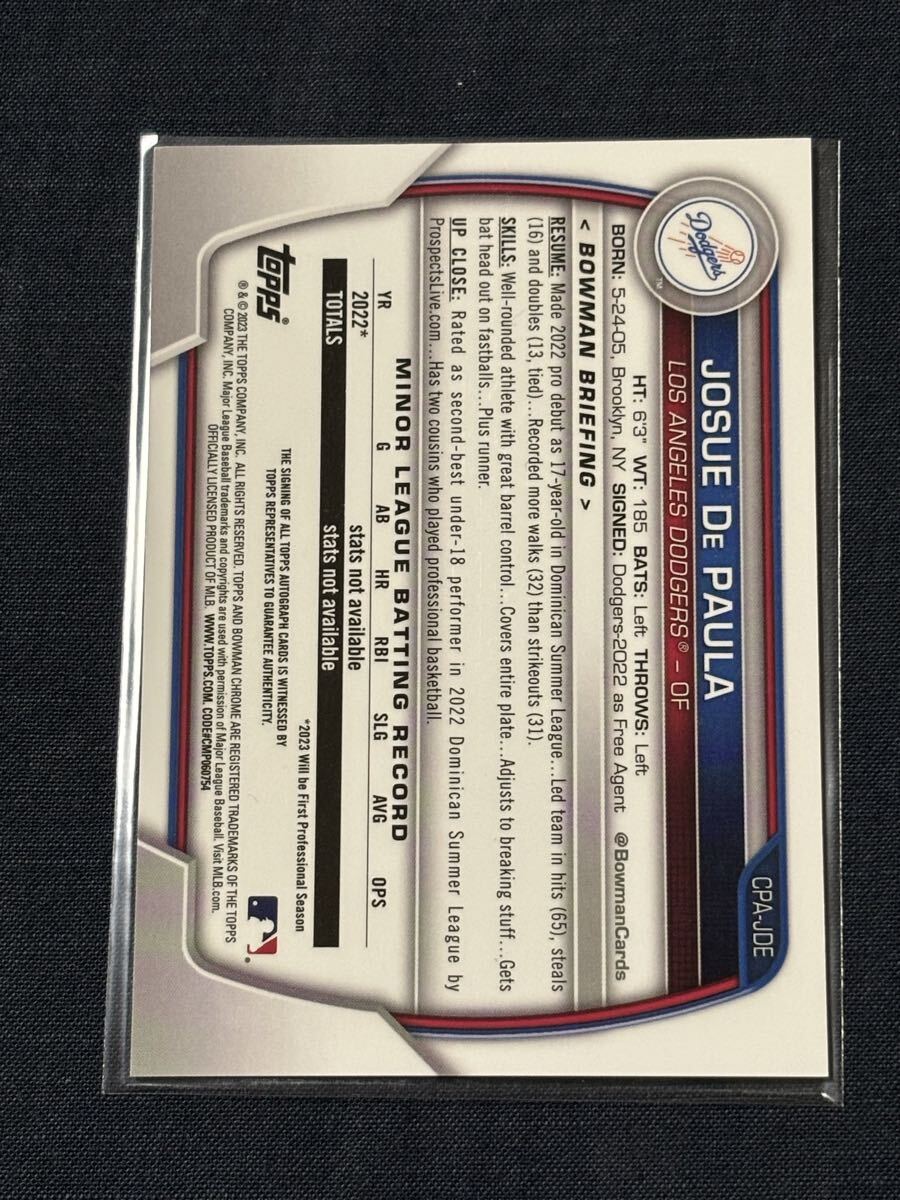 Dodgers
TM
JOSUE De PAULA
LOS ANGELES DODGERS® - OF
CPA-JDE
HT: 6'3" WT: 185 BATS: Left THROWS: Left
BORN: 5-24-05, Brooklyn, NY SIGNED: Dodgers-2022 as Free Agent @BowmanCards
< BOWMAN BRIEFING >
RESUME: Made 2022 pro debut as 17-year-old in Dominican Summer League...Led team in hits (65), steals
(16) and doubles (13, tied)...Recorded more walks (32) than strikeouts (31).
SKILLS: Well-rounded athlete with great barrel control...Covers entire plate...Adjusts to breaking stuff...Gets
bat head out on fastballs...Plus runner.
UP CLOSE: Rated as second-best under-18 performer in 2022 Dominican Summer League by
ProspectsLive.com...Has two cousins who played professional basketball.
MINOR LEAGUE BATTING RECORD
YR G AB HR RBI SLG AVG OPS
2022* stats not available
TOTALS stats not available
*2023 Will be First Professional Season
topps®
THE SIGNING OF ALL TOPPS AUTOGRAPH CARDS IS WITNESSED BY
TOPPS REPRESENTATIVES TO GUARANTEE AUTHENTICITY.
® & © 2023 THE TOPPS COMPANY, INC. ALL RIGHTS RESERVED. TOPPS AND BOWMAN CHROME ARE REGISTERED TRADEMARKS OF THE TOPPS
COMPANY, INC. Major League Baseball trademarks and copyrights are used with permission of Major League Baseball. Visit MLB.com.
OFFICIALLY LICENSED PRODUCT OF MLB. WWW.TOPPS.COM. CODE#CMP060754